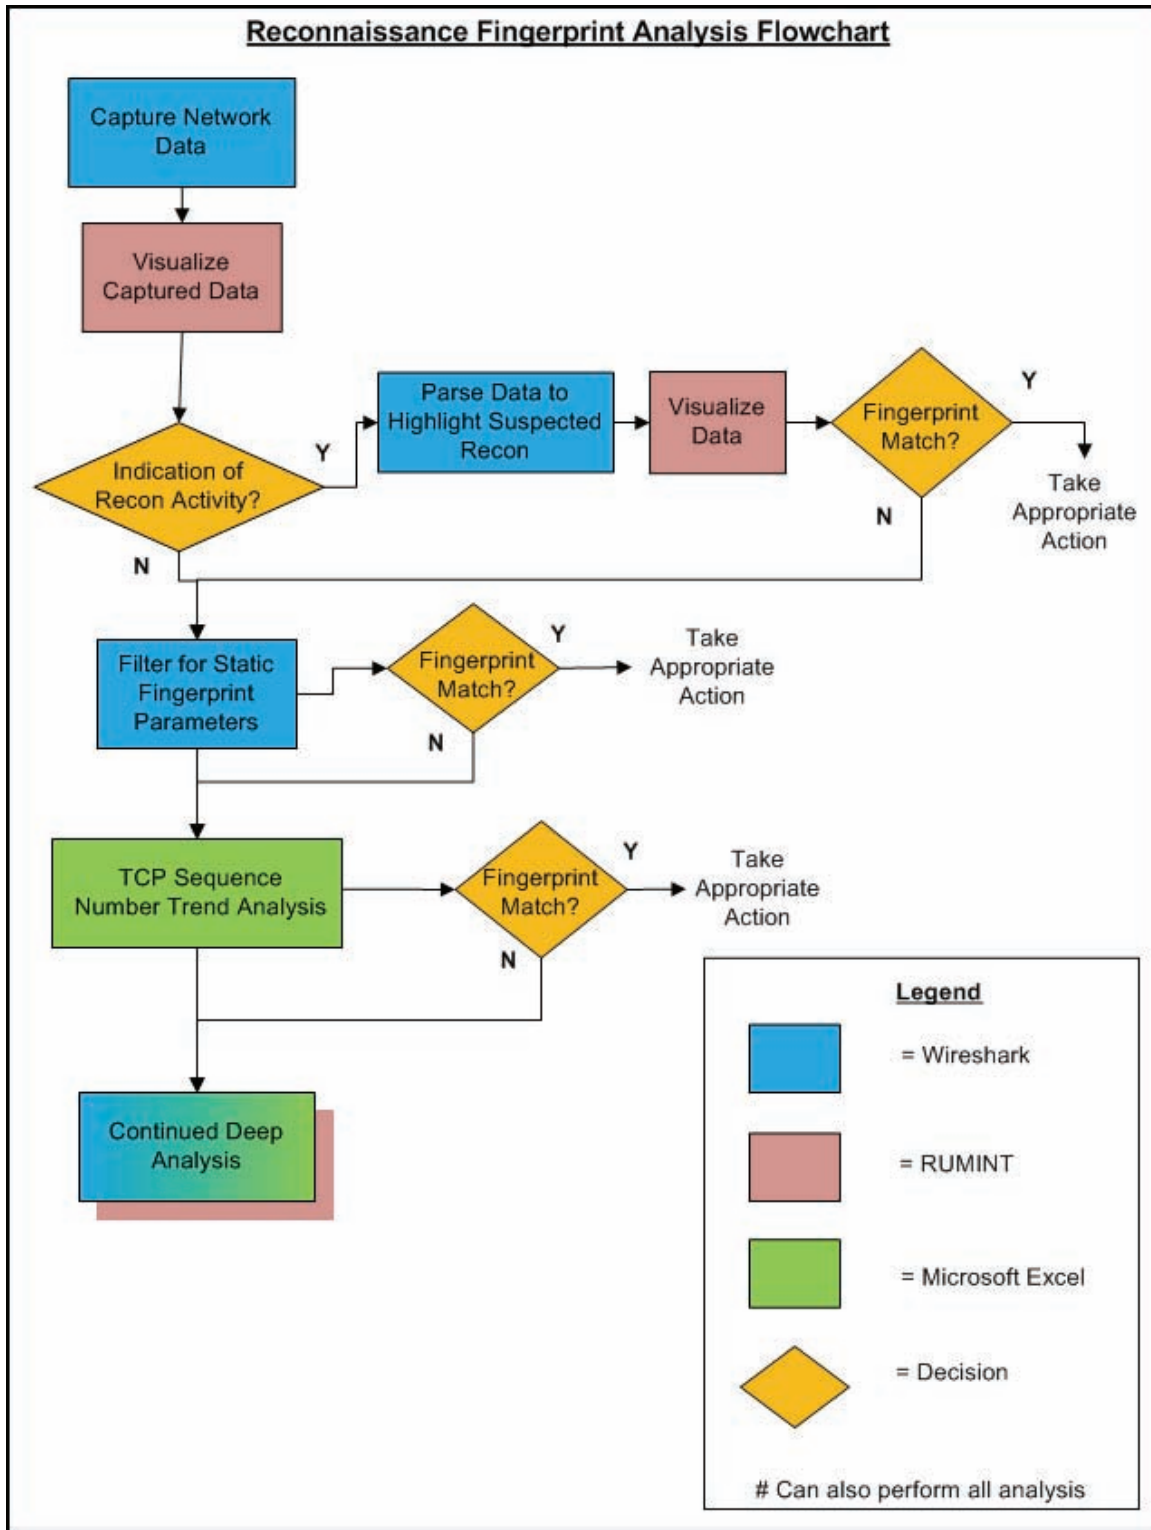 Reconnaissance Fingerprint Analysis Flowchart
Capture Network
Data
Visualize
Captured Data
Indication of
Recon Activity?
Y
N
Parse Data to
Highlight Suspected
Recon
Visualize
Data
Fingerprint
Match?
Y
N
Take
Appropriate
Action
Filter for Static
Fingerprint
Parameters
Fingerprint
Match?
Y
N
Take
Appropriate
Action
TCP Sequence
Number Trend Analysis
Fingerprint
Match?
Y
N
Take
Appropriate
Action
Continued Deep
Analysis
Legend
= Wireshark
= RUMINT
= Microsoft Excel
= Decision
# Can also perform all analysis